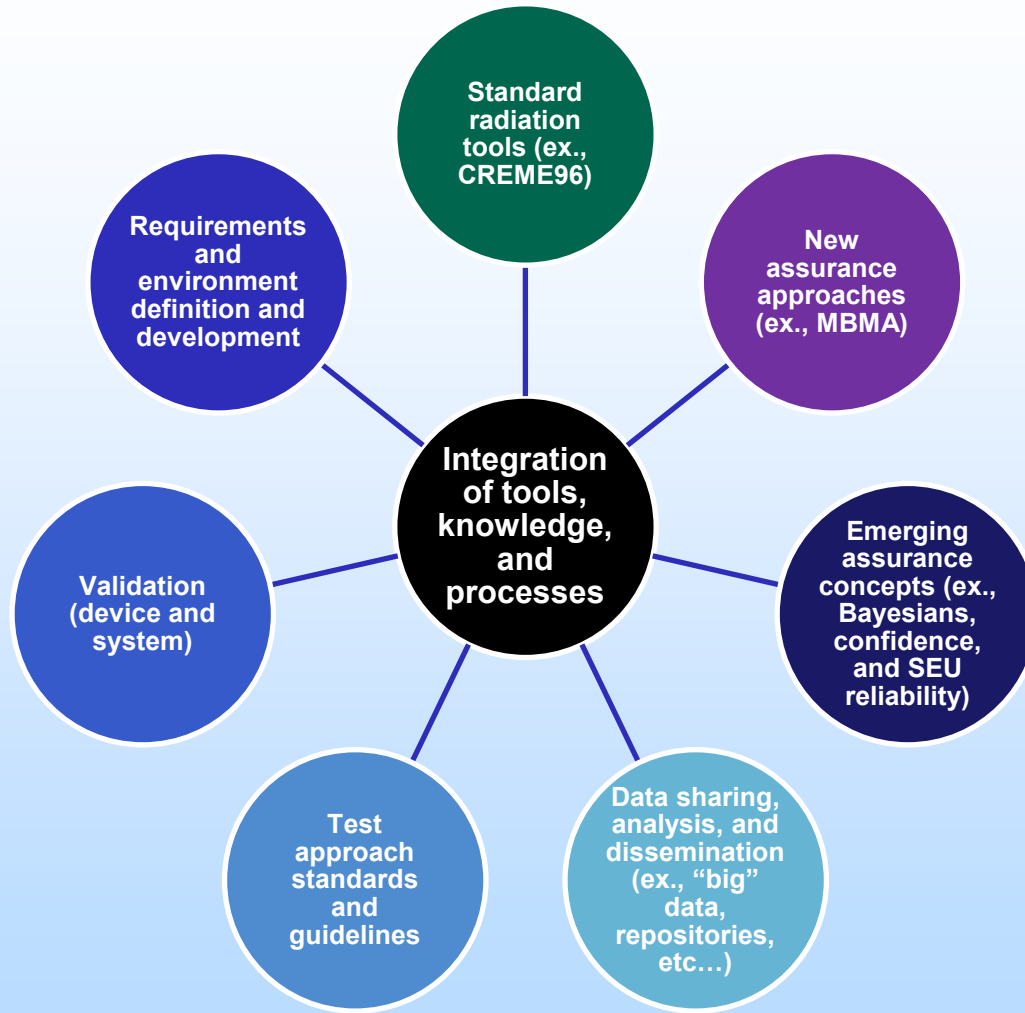 Standard
radiation
tools (ex.,
CREME96)
New
assurance
approaches
(ex., MBMA)
Emerging
assurance
concepts (ex.,
Bayesians,
confidence,
and SEU
reliability)
Data sharing,
analysis, and
dissemination
(ex., “big”
data,
repositories,
etc…)
Test
approach
standards
and
guidelines
Validation
(device and
system)
Requirements
and
environment
definition and
development
Integration
of tools,
knowledge,
and
processes